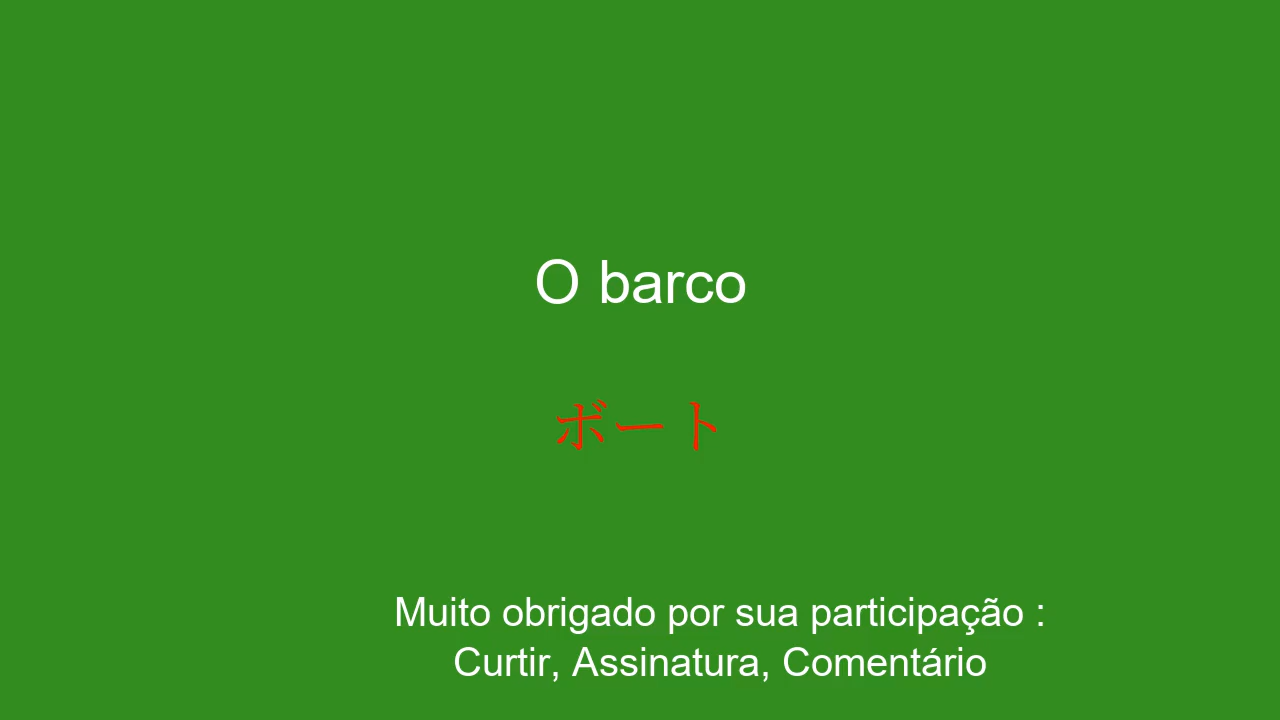 O barco
ボート
Muito obrigado por sua participação :
Curtir, Assinatura, Comentário